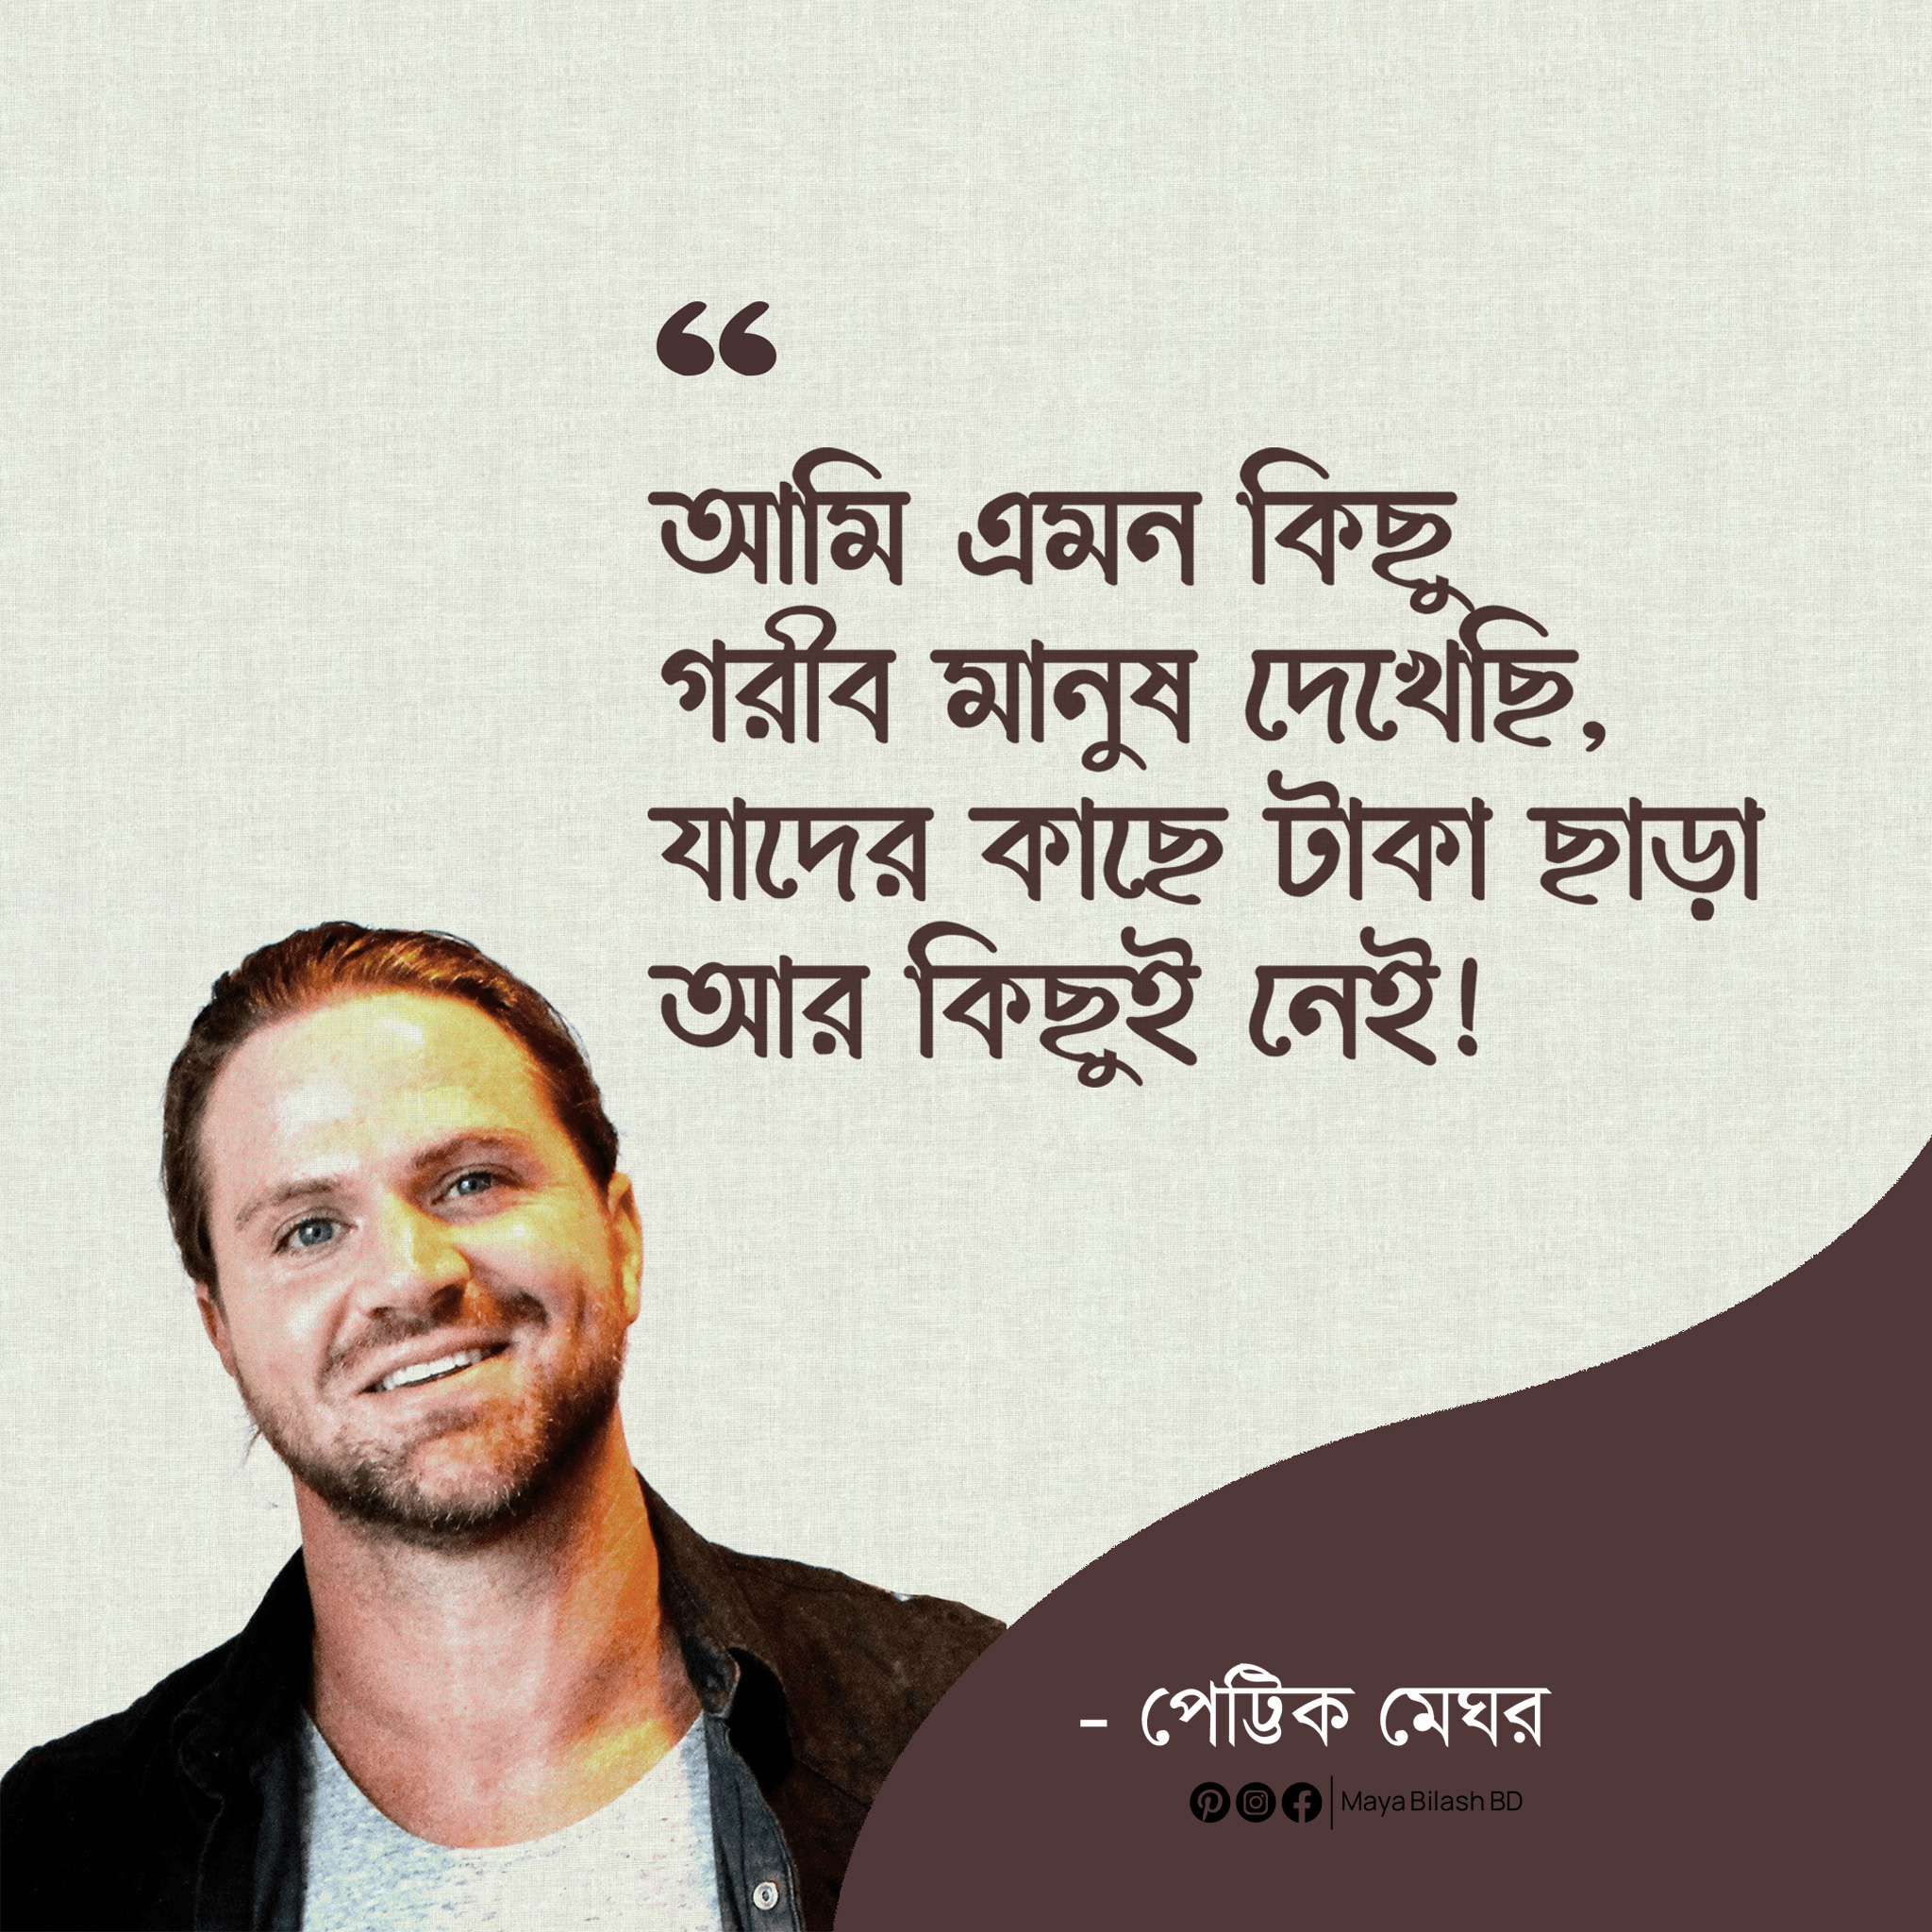 “
আমি এমন কিছু
গরীব মানুষ দেখেছি,
যাদের কাছে টাকা ছাড়া
আর কিছুই নেই!
- পেট্টিক মেঘর
Maya Bilash BD